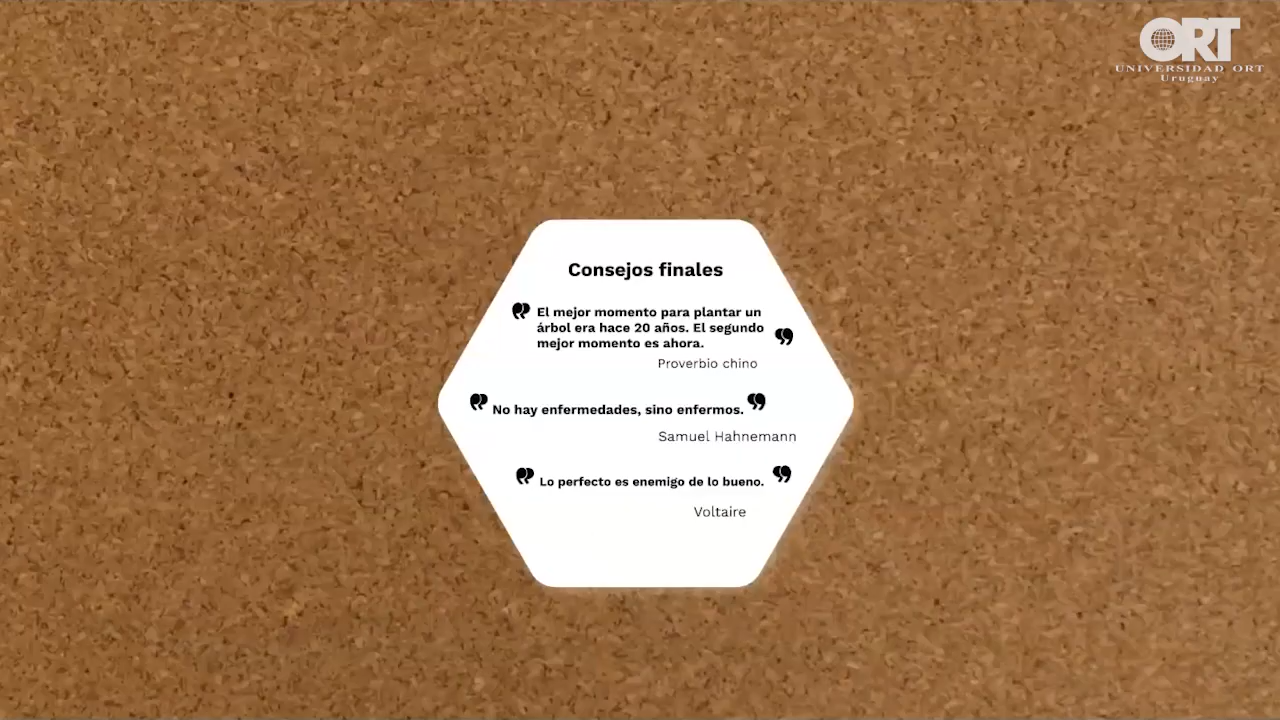 ORT
UNIVERSIDAD ORT
Uruguay
Consejos finales
❝ El mejor momento para plantar un
árbol era hace 20 años. El segundo
mejor momento es ahora. ❞
Proverbio chino
❝ No hay enfermedades, sino enfermos. ❞
Samuel Hahnemann
❝ Lo perfecto es enemigo de lo bueno. ❞
Voltaire